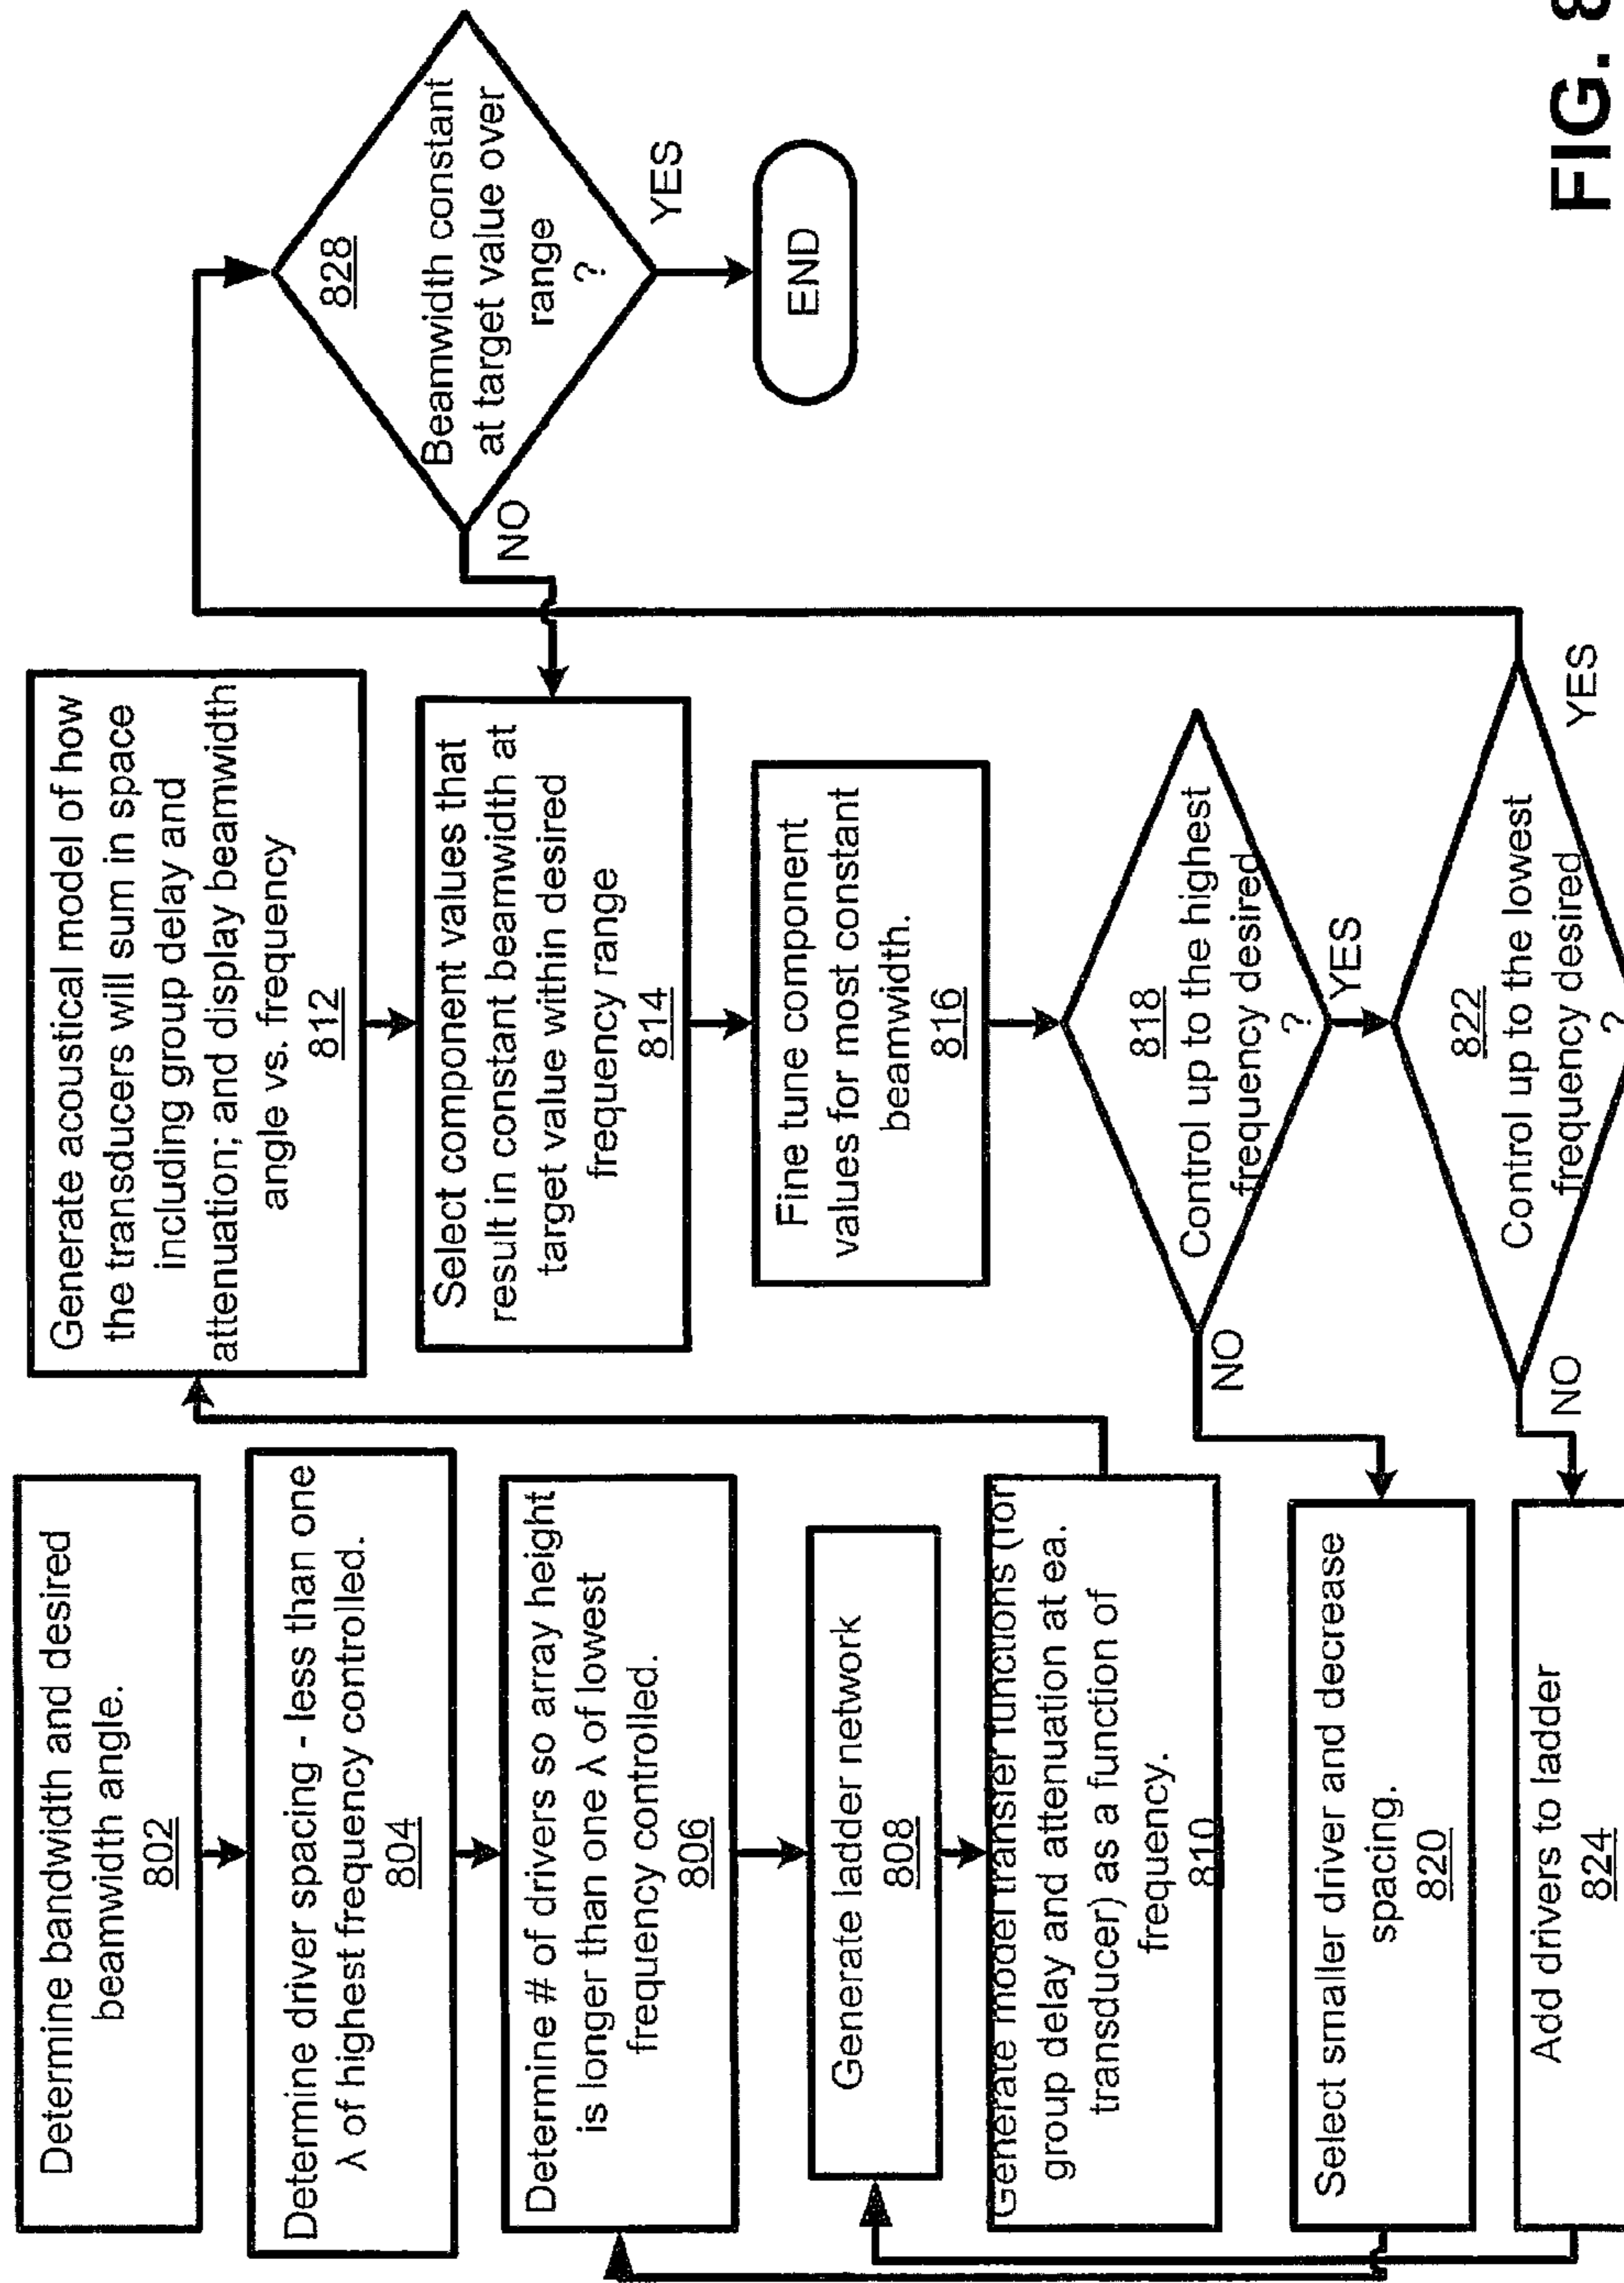 Determine bandwidth and desired
beamwidth angle.
802
Determine driver spacing - less than one
λ of highest frequency controlled.
804
Determine # of drivers so array height
is longer than one λ of lowest
frequency controlled.
806
Generate ladder network
808
Generate model transfer functions (for
group delay and attenuation at ea.
transducer) as a function of
frequency.
810
Select smaller driver and decrease
spacing.
820
Add drivers to ladder
824
Generate acoustical model of how
the transducers will sum in space
including group delay and
attenuation; and display beamwidth
angle vs. frequency
812
Select component values that
result in constant beamwidth at
target value within desired
frequency range
814
Fine tune component
values for most constant
beamwidth.
816
818
Control up to the highest
frequency desired
?
NO
YES
822
Control up to the lowest
frequency desired
?
NO
YES
828
Beamwidth constant
at target value over
range
?
NO
YES
END
FIG. 8